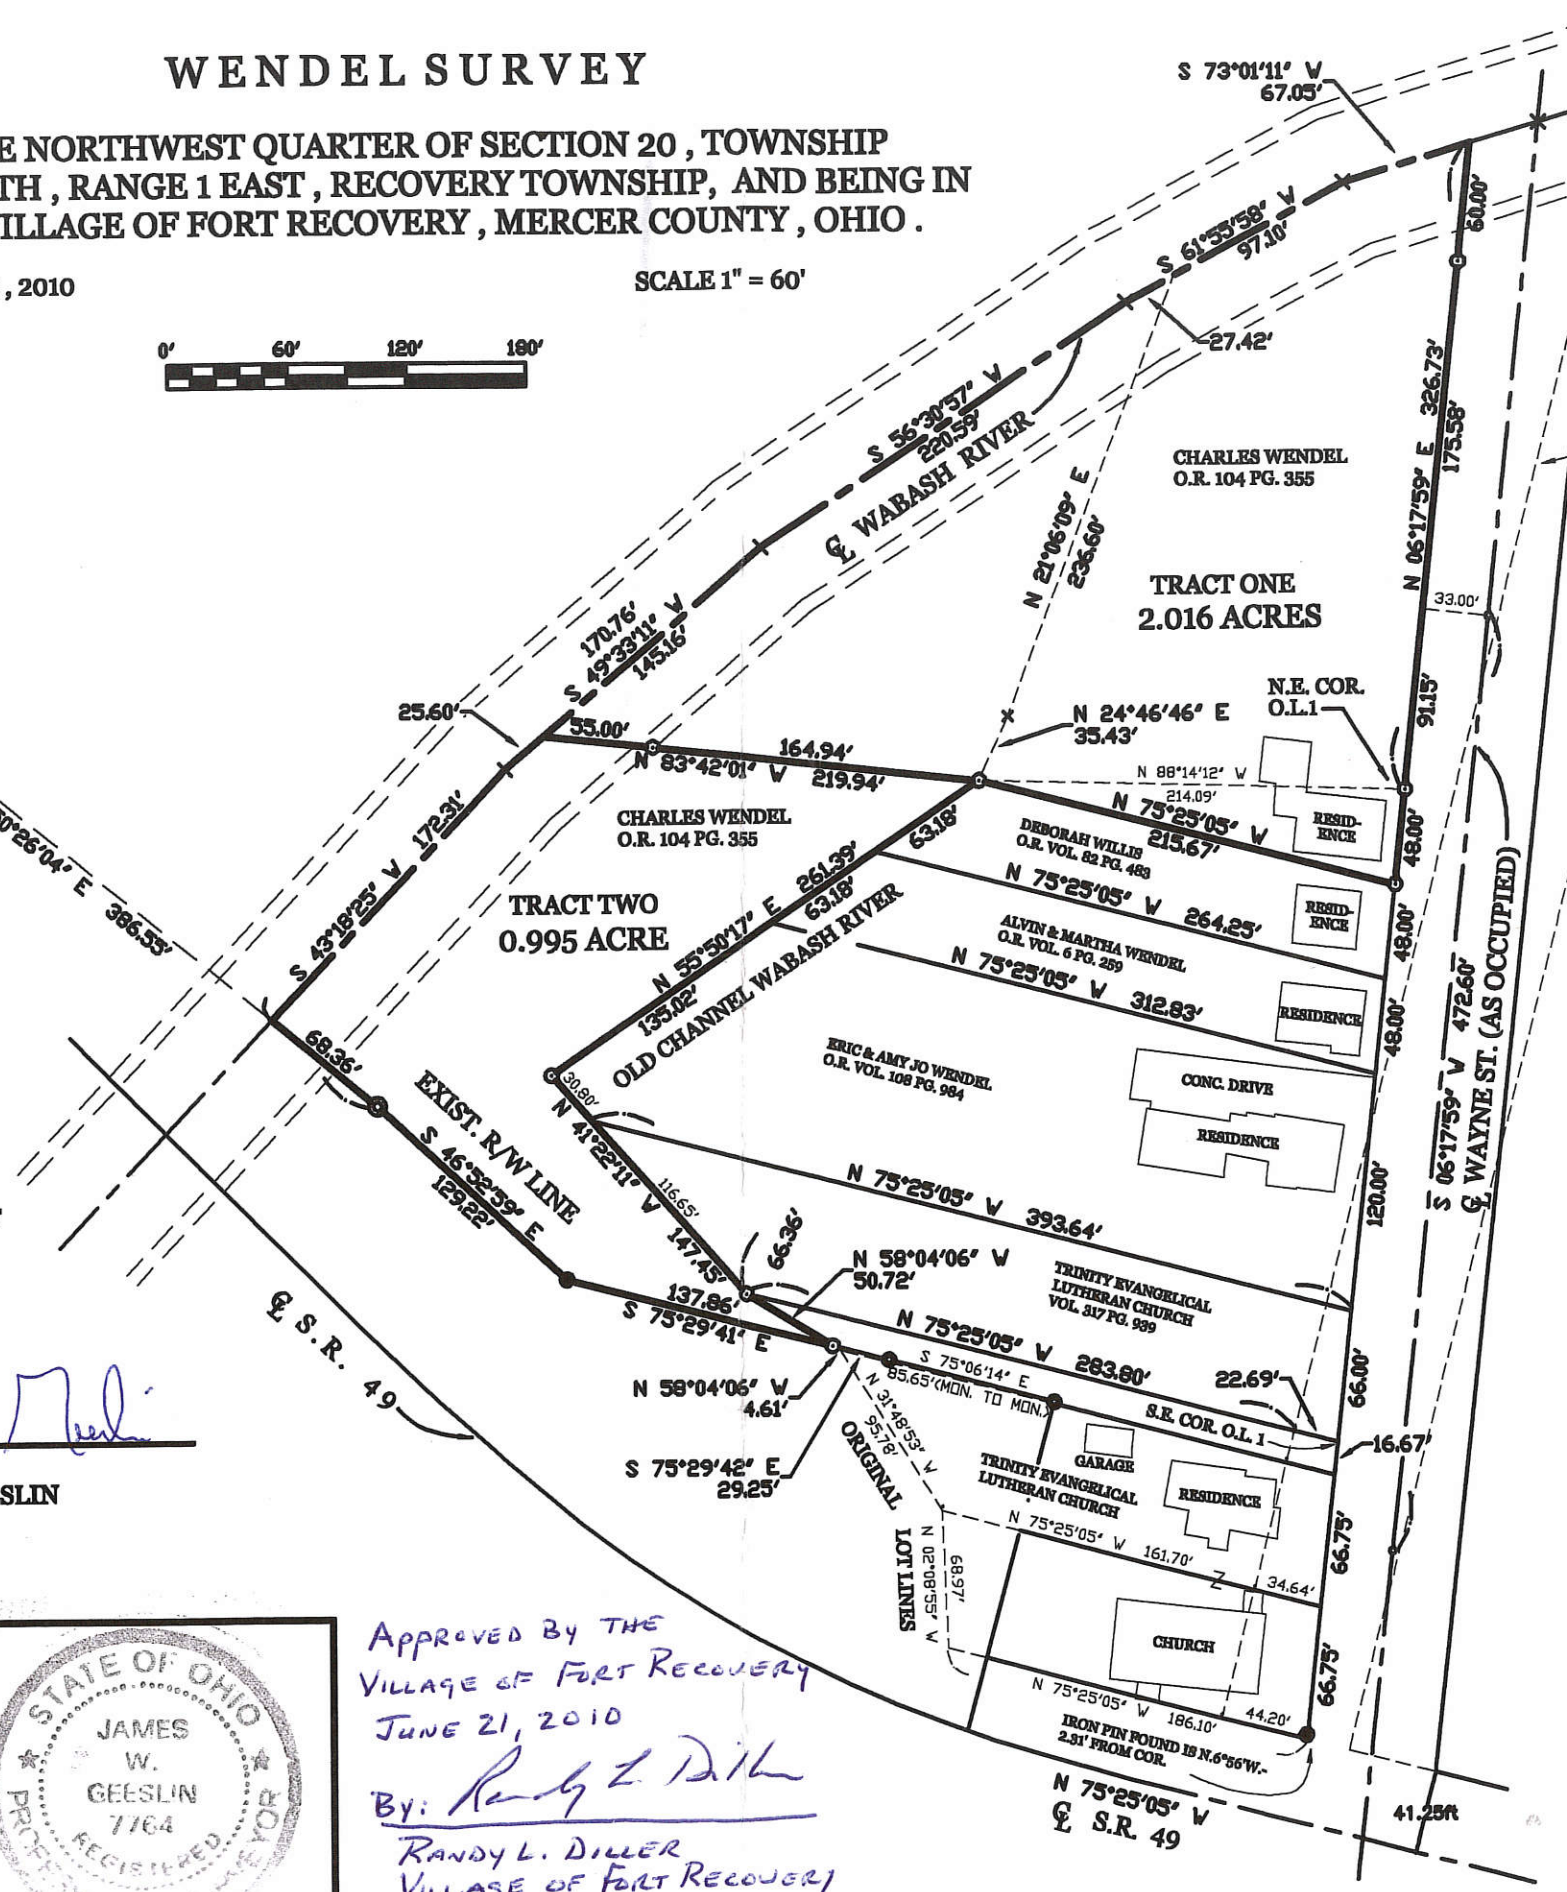 WENDEL SURVEY
E NORTHWEST QUARTER OF SECTION 20 , TOWNSHIP
TH , RANGE 1 EAST , RECOVERY TOWNSHIP, AND BEING IN
ILLAGE OF FORT RECOVERY , MERCER COUNTY , OHIO .
, 2010
SCALE 1" = 60'
0' 60' 120' 180'
S 73°01'11" W
67.05'
S 61°55'58" W
97.10'
60.00'
27.42'
S 56°30'57" W
220.59'
℄ WABASH RIVER
N 06°17'59" E 326.73'
175.58'
CHARLES WENDEL
O.R. 104 PG. 355
N 21°06'09" E
236.60'
TRACT ONE
2.016 ACRES
33.00'
170.76'
S 49°33'11" W
145.16'
N.E. COR.
O.L.1
91.15'
25.60'
55.00'
N 24°46'46" E
35.43'
164.94'
N 83°42'01" W 219.94'
N 88°14'12" W
214.09'
N 75°25'05" W
215.67'
RESID-
ENCE
48.00'
CHARLES WENDEL
O.R. 104 PG. 355
63.18'
DEBORAH WILLIS
O.R. VOL. 82 PG. 483
S 43°18'25" W 172.31'
0°26'04" E 386.55'
N 75°25'05" W 264.25'
RESID-
ENCE
48.00'
TRACT TWO
0.995 ACRE
N 55°50'17" E 261.39'
63.18'
135.02'
OLD CHANNEL WABASH RIVER
ALVIN & MARTHA WENDEL
O.R. VOL. 6 PG. 259
N 75°25'05" W 312.83'
RESIDENCE
48.00'
S 06°17'59" W 472.60'
℄ WAYNE ST. (AS OCCUPIED)
68.36'
ERIC & AMY JO WENDEL
O.R. VOL. 108 PG. 984
CONC. DRIVE
RESIDENCE
EXIST. R/W LINE
30.80'
N 41°22'11" W 147.45'
116.65'
S 46°52'59" E
129.22'
N 75°25'05" W 393.64'
120.00'
66.36'
N 58°04'06" W
50.72'
TRINITY EVANGELICAL
LUTHERAN CHURCH
VOL. 317 PG. 939
137.86'
S 75°29'41" E
N 75°25'05" W 283.80'
66.00'
℄ S.R. 49
S 75°06'14" E
85.65'(MON. TO MON.)
22.69'
N 58°04'06" W
4.61'
S.E. COR. O.L. 1
16.67'
N 31°48'53" W
95.78'
ORIGINAL LOT LINES
GARAGE
S 75°29'42" E
29.25'
TRINITY EVANGELICAL
LUTHERAN CHURCH
RESIDENCE
SLIN
N 75°25'05" W 161.70'
34.64'
66.75'
N 02°08'55" W
68.97'
Z
CHURCH
66.75'
N 75°25'05" W 186.10'
44.20'
IRON PIN FOUND IS N.6°56'W.-
2.31' FROM COR.
N 75°25'05" W
℄ S.R. 49
41.25ft
STATE OF OHIO
JAMES
W.
GEESLIN
7764
REGISTERED
APPROVED BY THE
VILLAGE OF FORT RECOVERY
JUNE 21, 2010
By: Randy L. Diller
RANDY L. DILLER
VILLAGE OF FORT RECOVERY